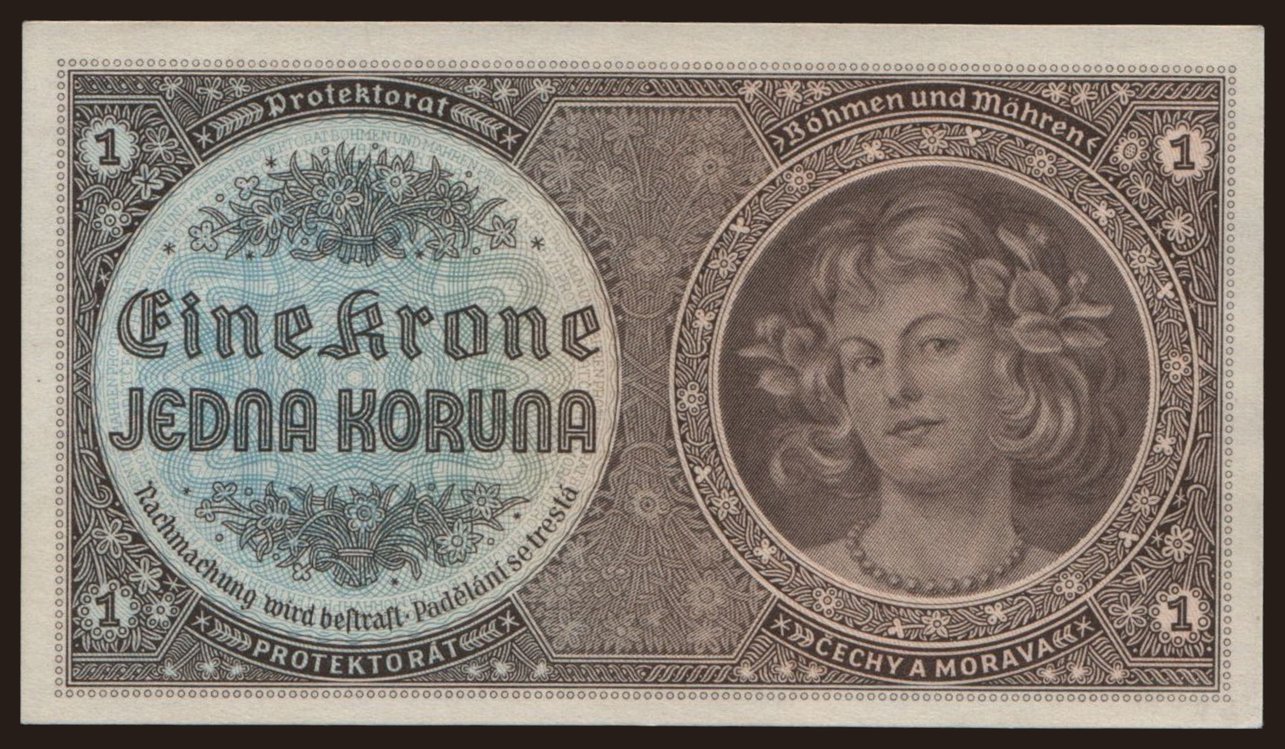 Protektorat
Böhmen und Mähren
1
1
Eine Krone
JEDNA KORUNA
Nachmachung wird bestraft · Padělání se trestá
1
1
PROTEKTORÁT
ČECHY A MORAVA